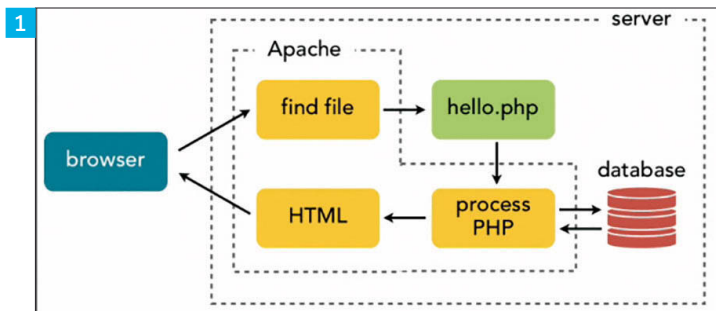 1
server
Apache
find file
hello.php
browser
database
HTML
process
PHP